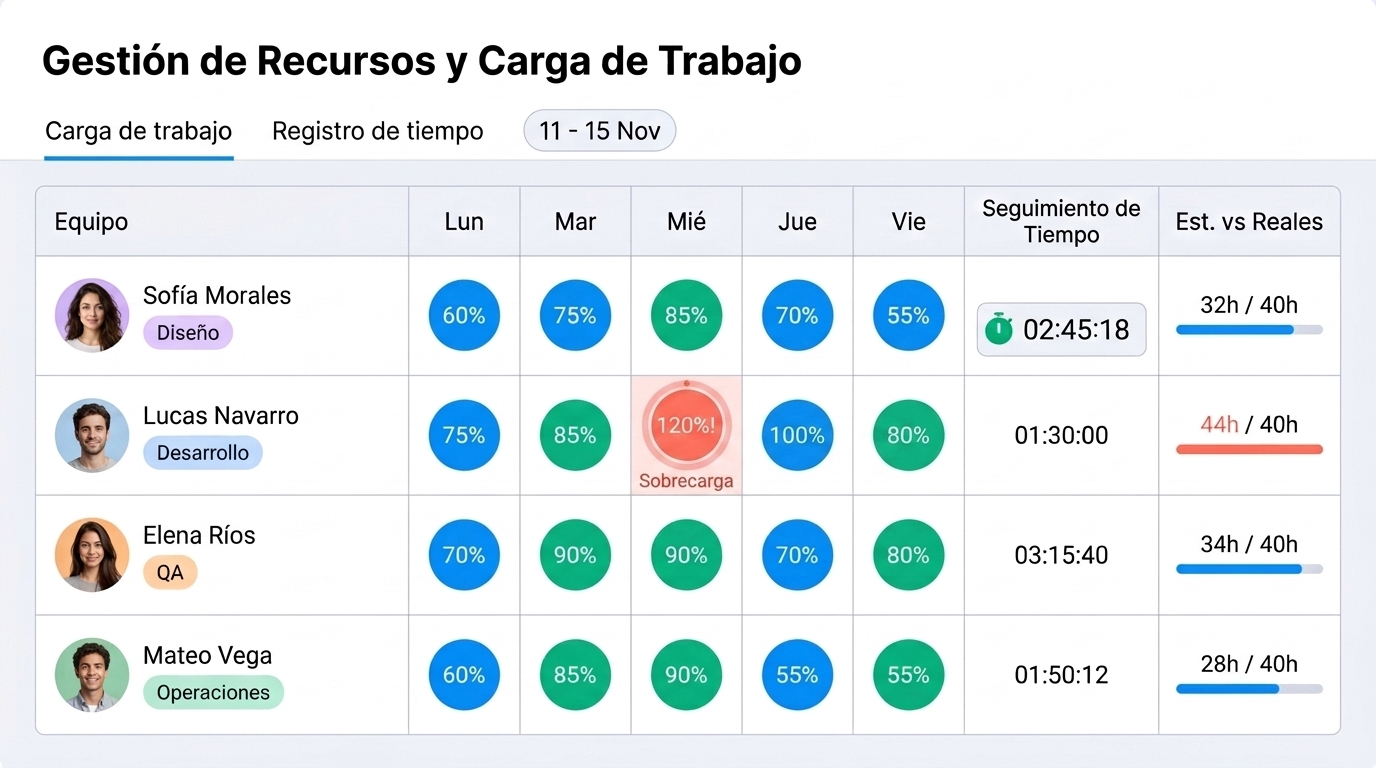 Gestión de Recursos y Carga de Trabajo
Carga de trabajo
Registro de tiempo
11 - 15 Nov
Equipo
Lun
Mar
Mié
Jue
Vie
Seguimiento de
Tiempo
Est. vs Reales
Sofía Morales
Diseño
60%
75%
85%
70%
55%
02:45:18
32h / 40h
Lucas Navarro
Desarrollo
75%
85%
120%!
Sobrecarga
100%
80%
01:30:00
44h / 40h
Elena Ríos
QA
70%
90%
90%
70%
80%
03:15:40
34h / 40h
Mateo Vega
Operaciones
60%
85%
90%
55%
55%
01:50:12
28h / 40h